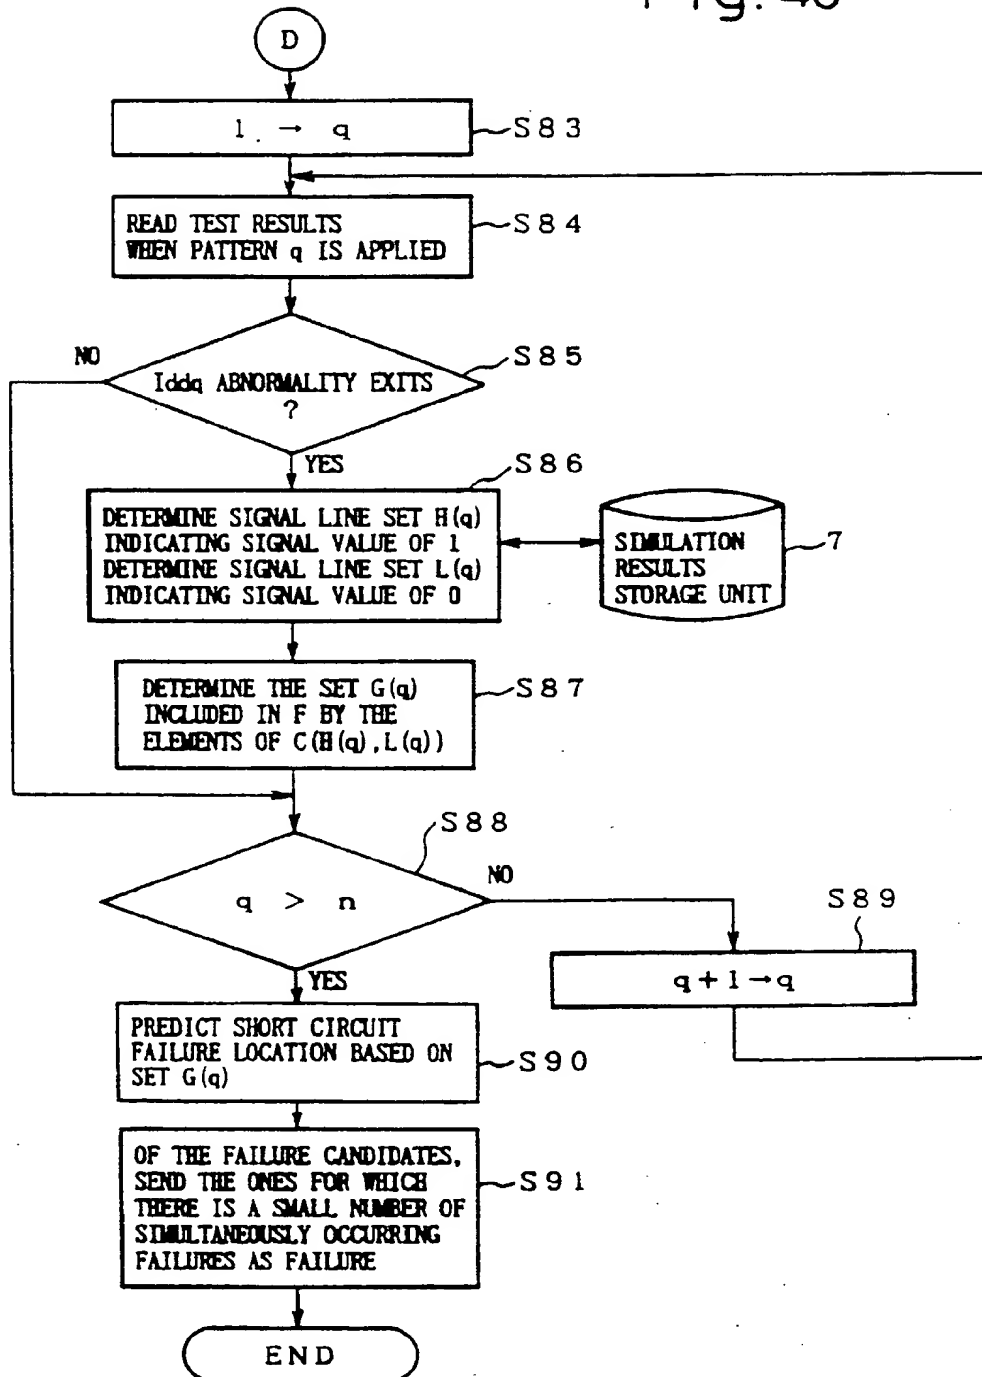 D
1 → q
S83
READ TEST RESULTS
WHEN PATTERN q IS APPLIED
S84
NO
Iddq ABNORMALITY EXITS
?
S85
YES
S86
DETERMINE SIGNAL LINE SET H(q)
INDICATING SIGNAL VALUE OF 1
DETERMINE SIGNAL LINE SET L(q)
INDICATING SIGNAL VALUE OF 0
SIMULATION
RESULTS
STORAGE UNIT
7
DETERMINE THE SET G(q)
INCLUDED IN F BY THE
ELEMENTS OF C(H(q),L(q))
S87
S88
q > n
NO
YES
S89
q+1→q
PREDICT SHORT CIRCUIT
FAILURE LOCATION BASED ON
SET G(q)
S90
OF THE FAILURE CANDIDATES,
SEND THE ONES FOR WHICH
THERE IS A SMALL NUMBER OF
SIMULTANEOUSLY OCCURRING
FAILURES AS FAILURE
S91
END